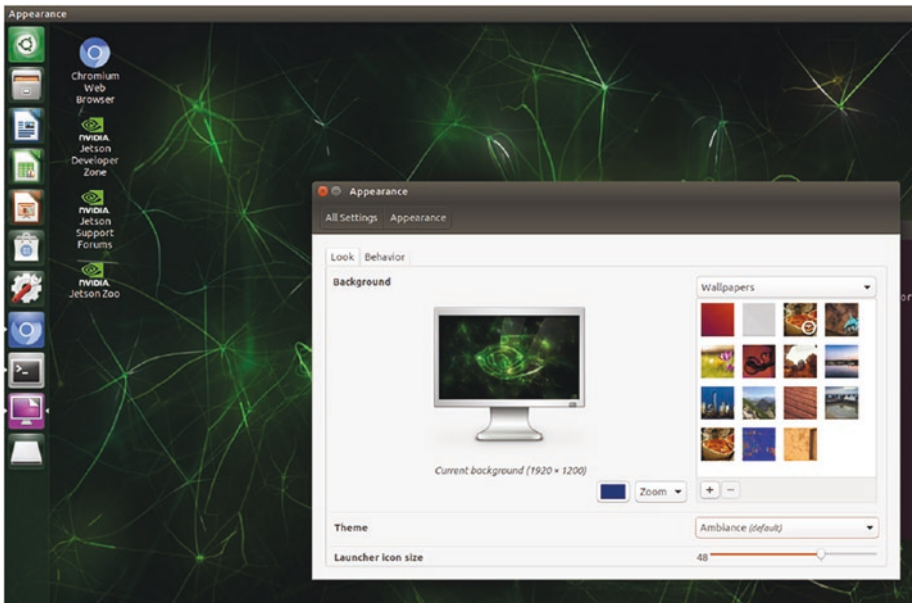 Appearance
Chromium
Web
Browser
NVIDIA.
Jetson
Developer
Zone
NVIDIA.
Jetson
Support
Forums
NVIDIA.
Jetson Zoo
Appearance
All Settings Appearance
Look Behavior
Background
Wallpapers
Current background (1920 × 1200)
Zoom
Theme
Ambiance (default)
Launcher icon size
48
or